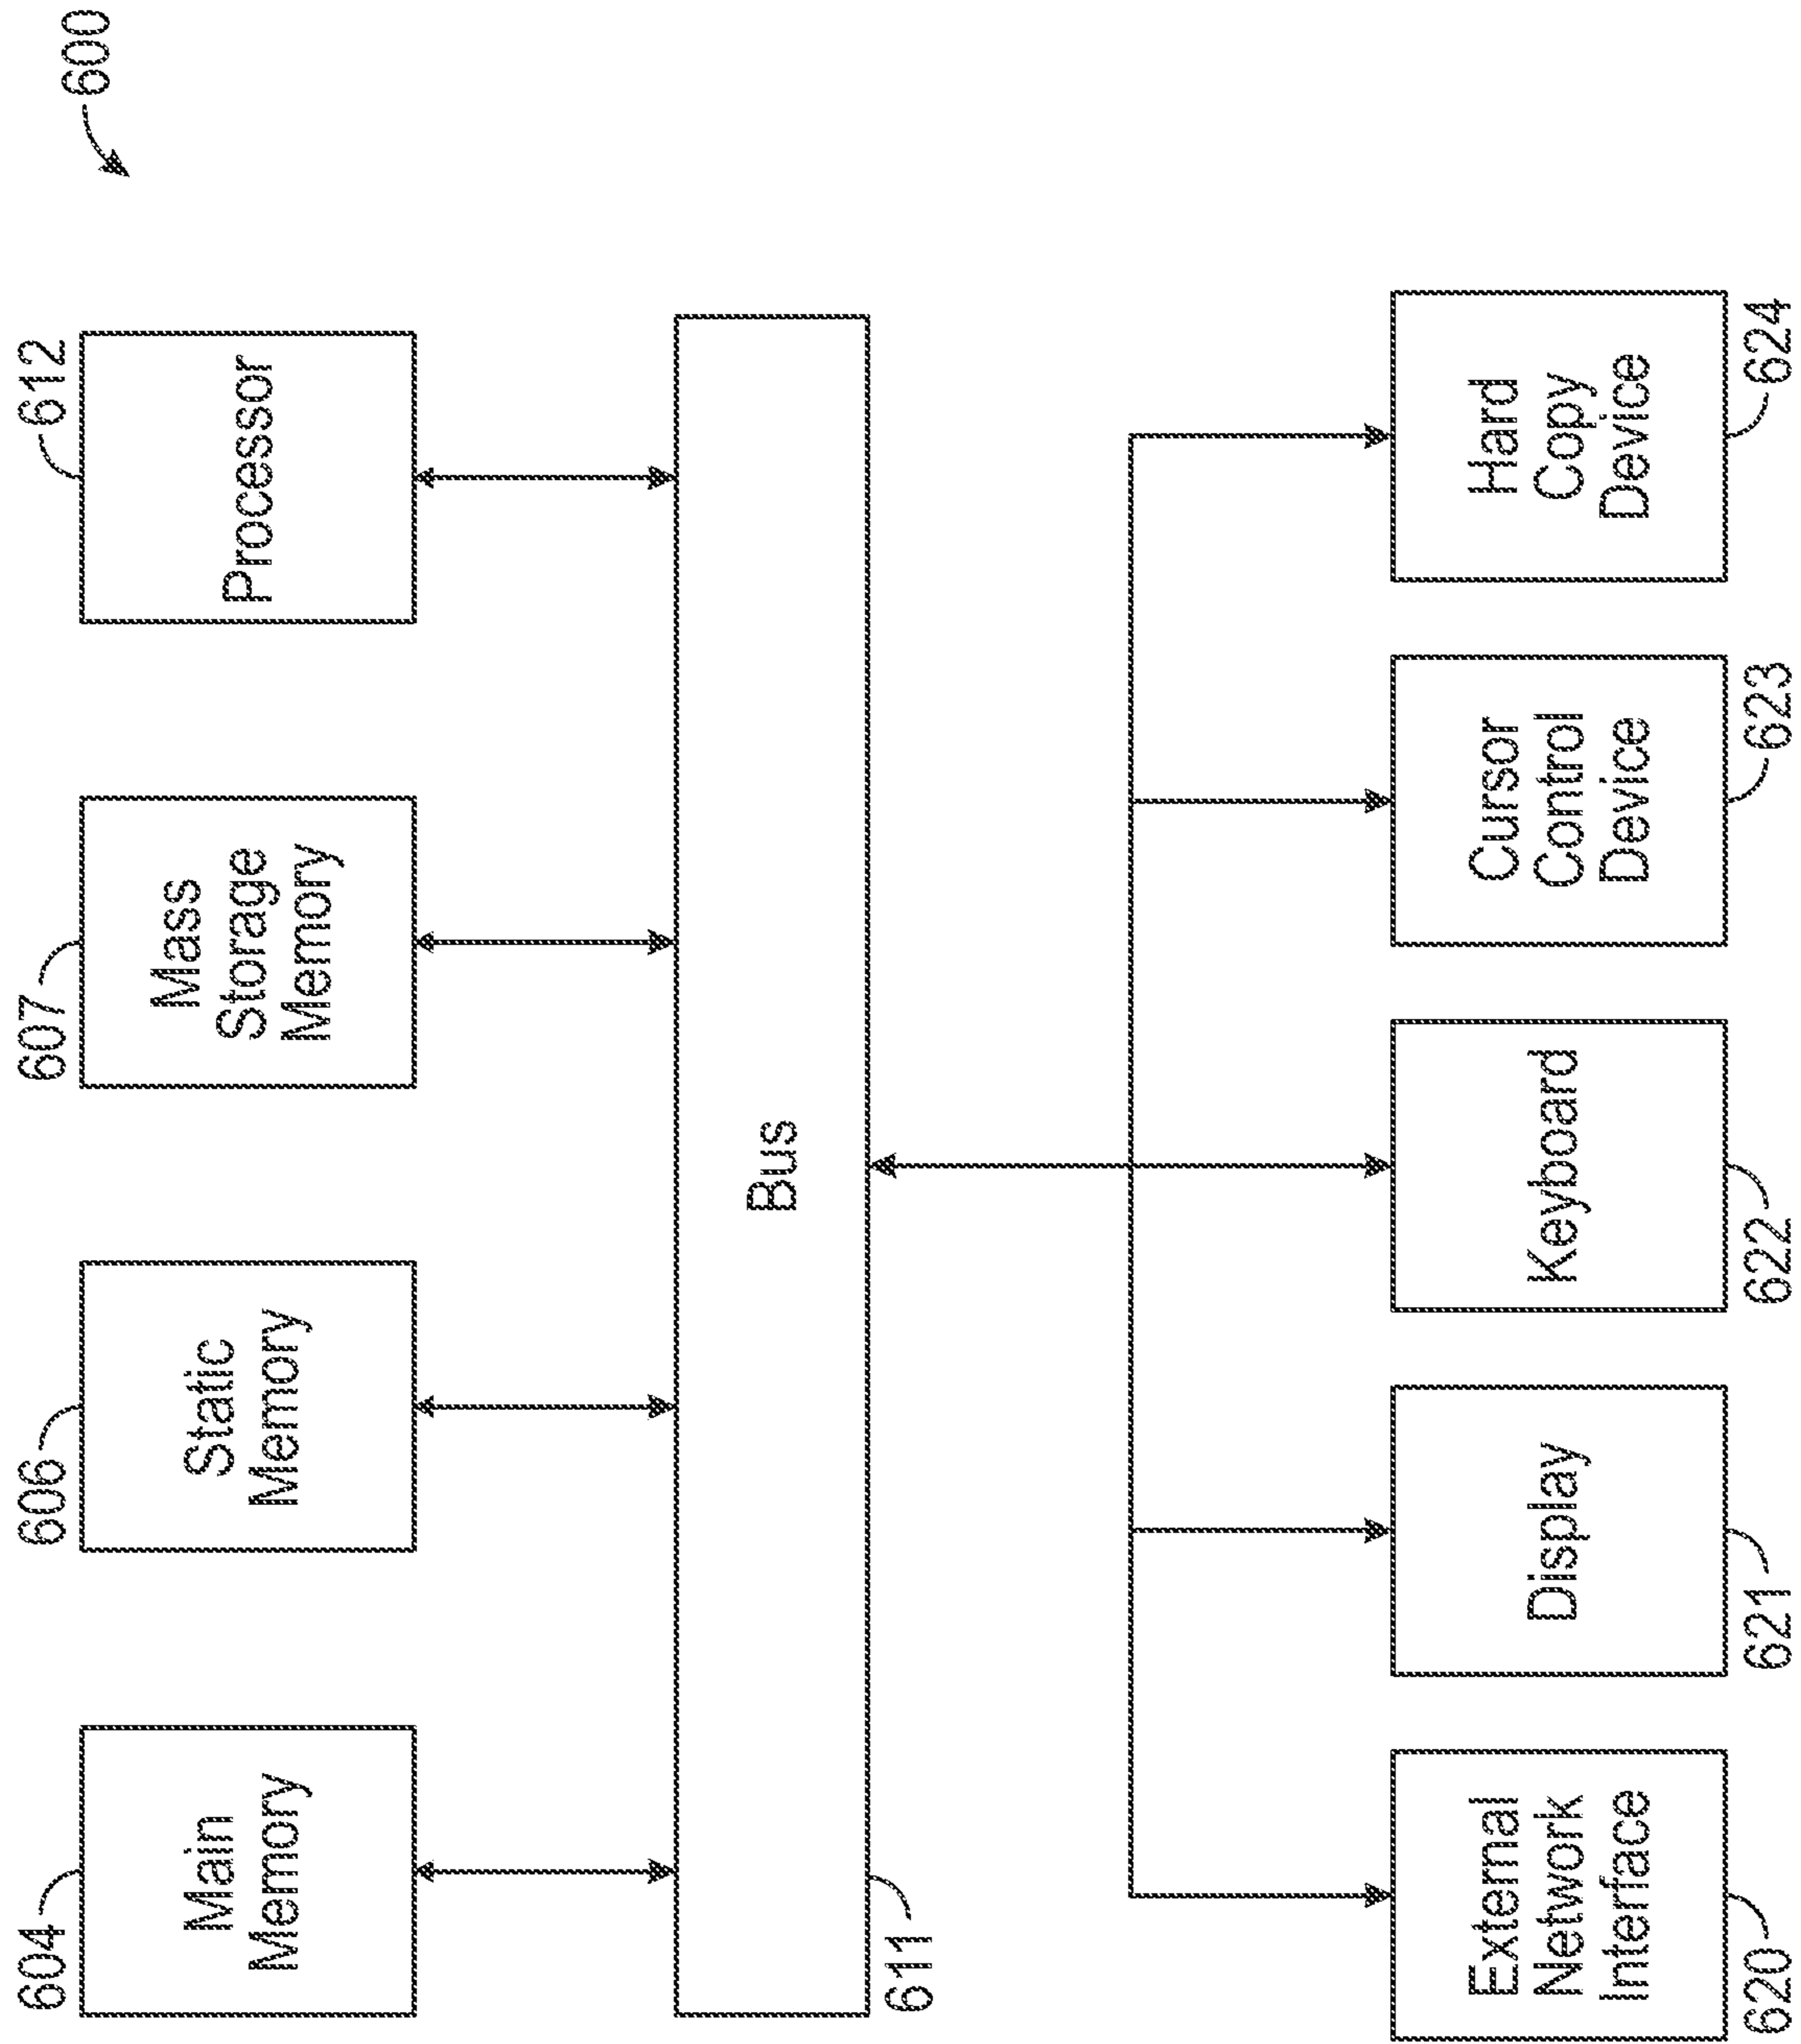 600
604
Main
Memory
606
Static
Memory
607
Mass
Storage
Memory
612
Processor
Bus
611
External
Network
Interface
620
Display
621
Keyboard
622
Cursor
Control
Device
623
Hard
Copy
Device
624